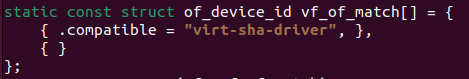 static const struct of_device_id vf_of_match[] = {
    { .compatible = "virt-sha-driver", },
    { }
};